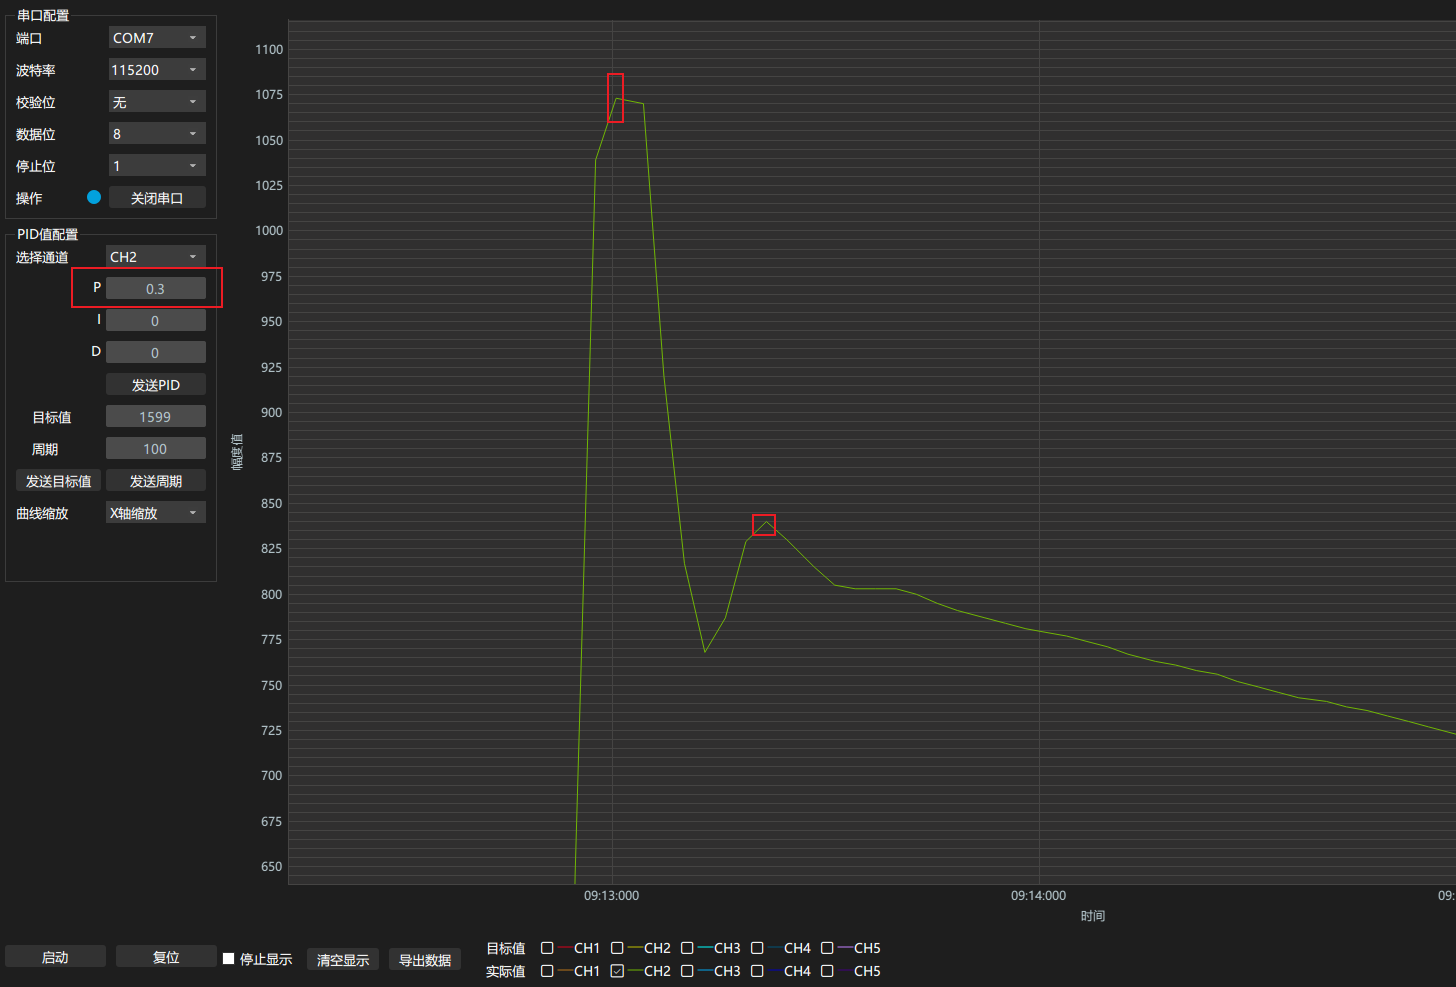 串口配置
端口 COM7
波特率 115200
校验位 无
数据位 8
停止位 1
操作 关闭串口
PID值配置
选择通道 CH2
P 0.3
I 0
D 0
发送PID
目标值 1599
周期 100
发送目标值 发送周期
曲线缩放 X轴缩放
幅度值
1100
1075
1050
1025
1000
975
950
925
900
875
850
825
800
775
750
725
700
675
650
09:13:000 09:14:000 09:
时间
启动 复位 停止显示 清空显示 导出数据
目标值 CH1 CH2 CH3 CH4 CH5
实际值 CH1 CH2 CH3 CH4 CH5